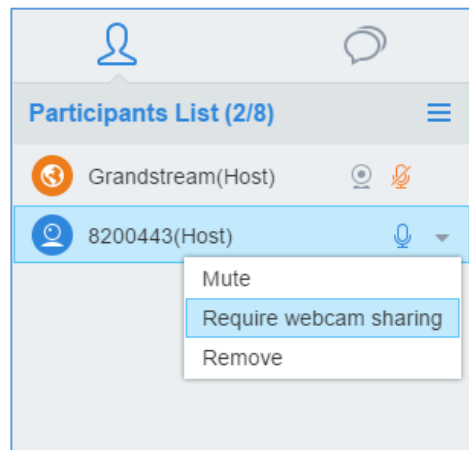 Participants List (2/8)
Grandstream(Host)
8200443(Host)
Mute
Require webcam sharing
Remove